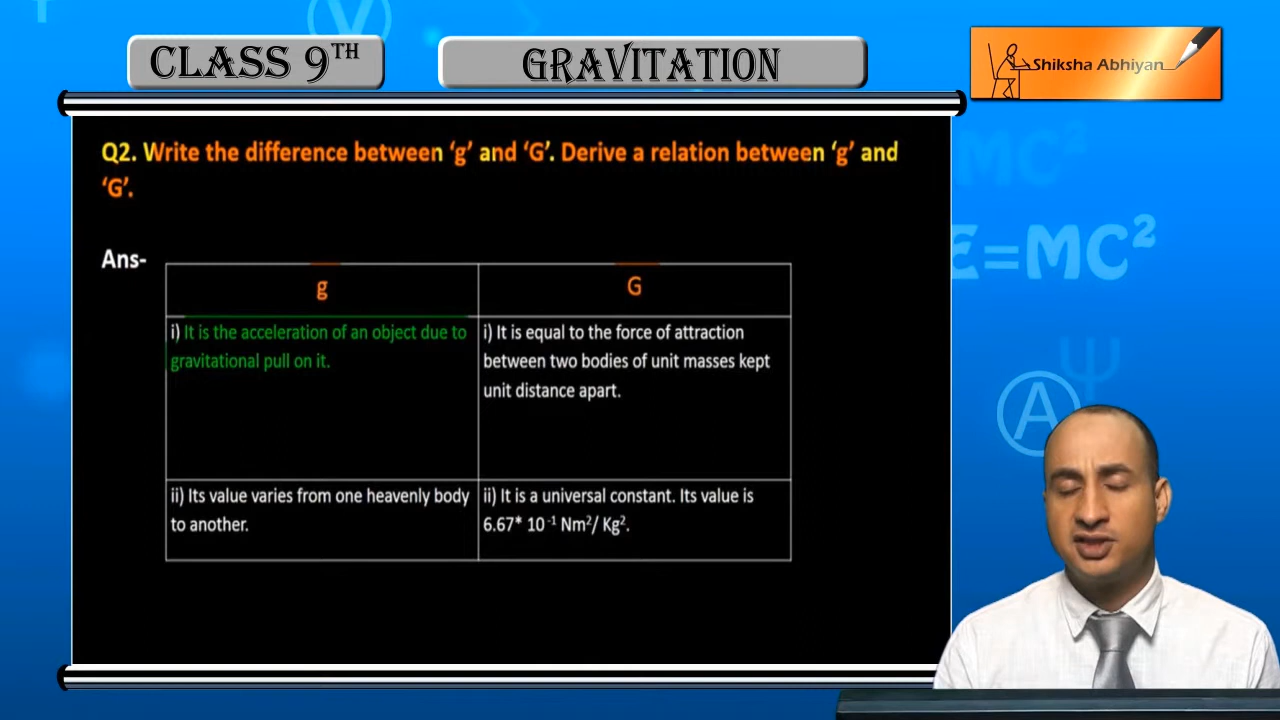 CLASS 9TH
GRAVITATION
Shiksha Abhiyan
Q2. Write the difference between ‘g’ and ‘G’. Derive a relation between ‘g’ and
‘G’.
Ans-
g
G
i) It is the acceleration of an object due to
gravitational pull on it.
i) It is equal to the force of attraction
between two bodies of unit masses kept
unit distance apart.
ii) Its value varies from one heavenly body
to another.
ii) It is a universal constant. Its value is
6.67* 10⁻¹ Nm²/ Kg².
MC²
E=MC²
Ψ
A
V